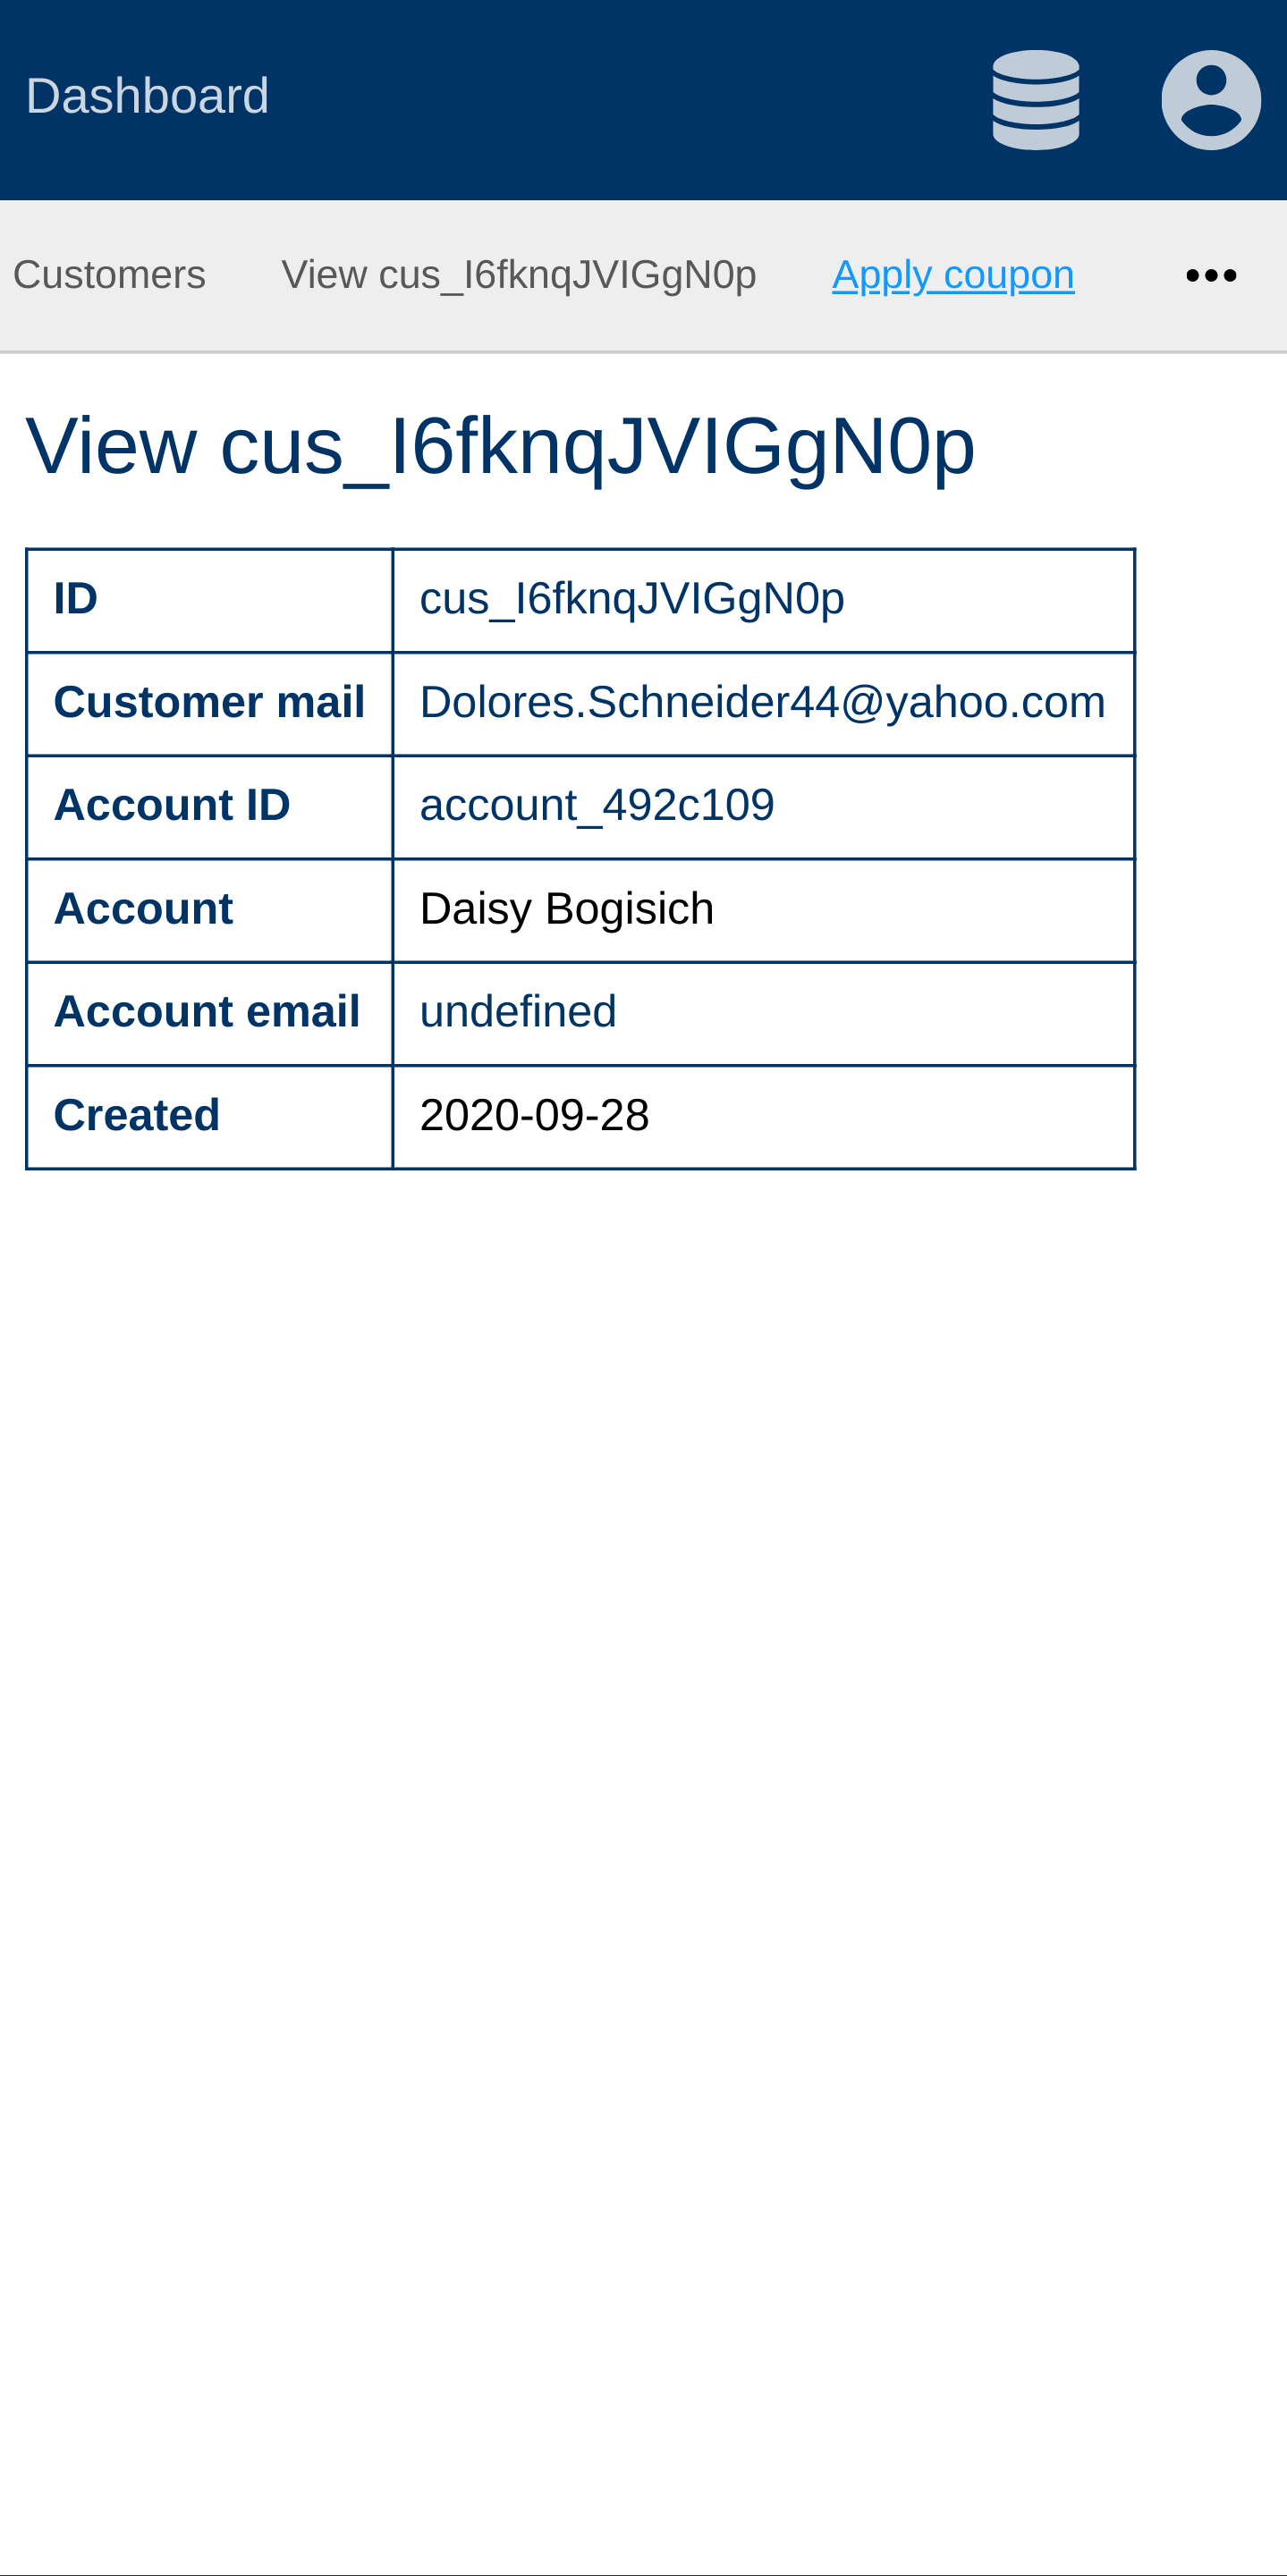 Dashboard
Customers View cus_I6fknqJVIGgN0p Apply coupon •••
View cus_I6fknqJVIGgN0p
ID cus_I6fknqJVIGgN0p
Customer mail Dolores.Schneider44@yahoo.com
Account ID account_492c109
Account Daisy Bogisich
Account email undefined
Created 2020-09-28